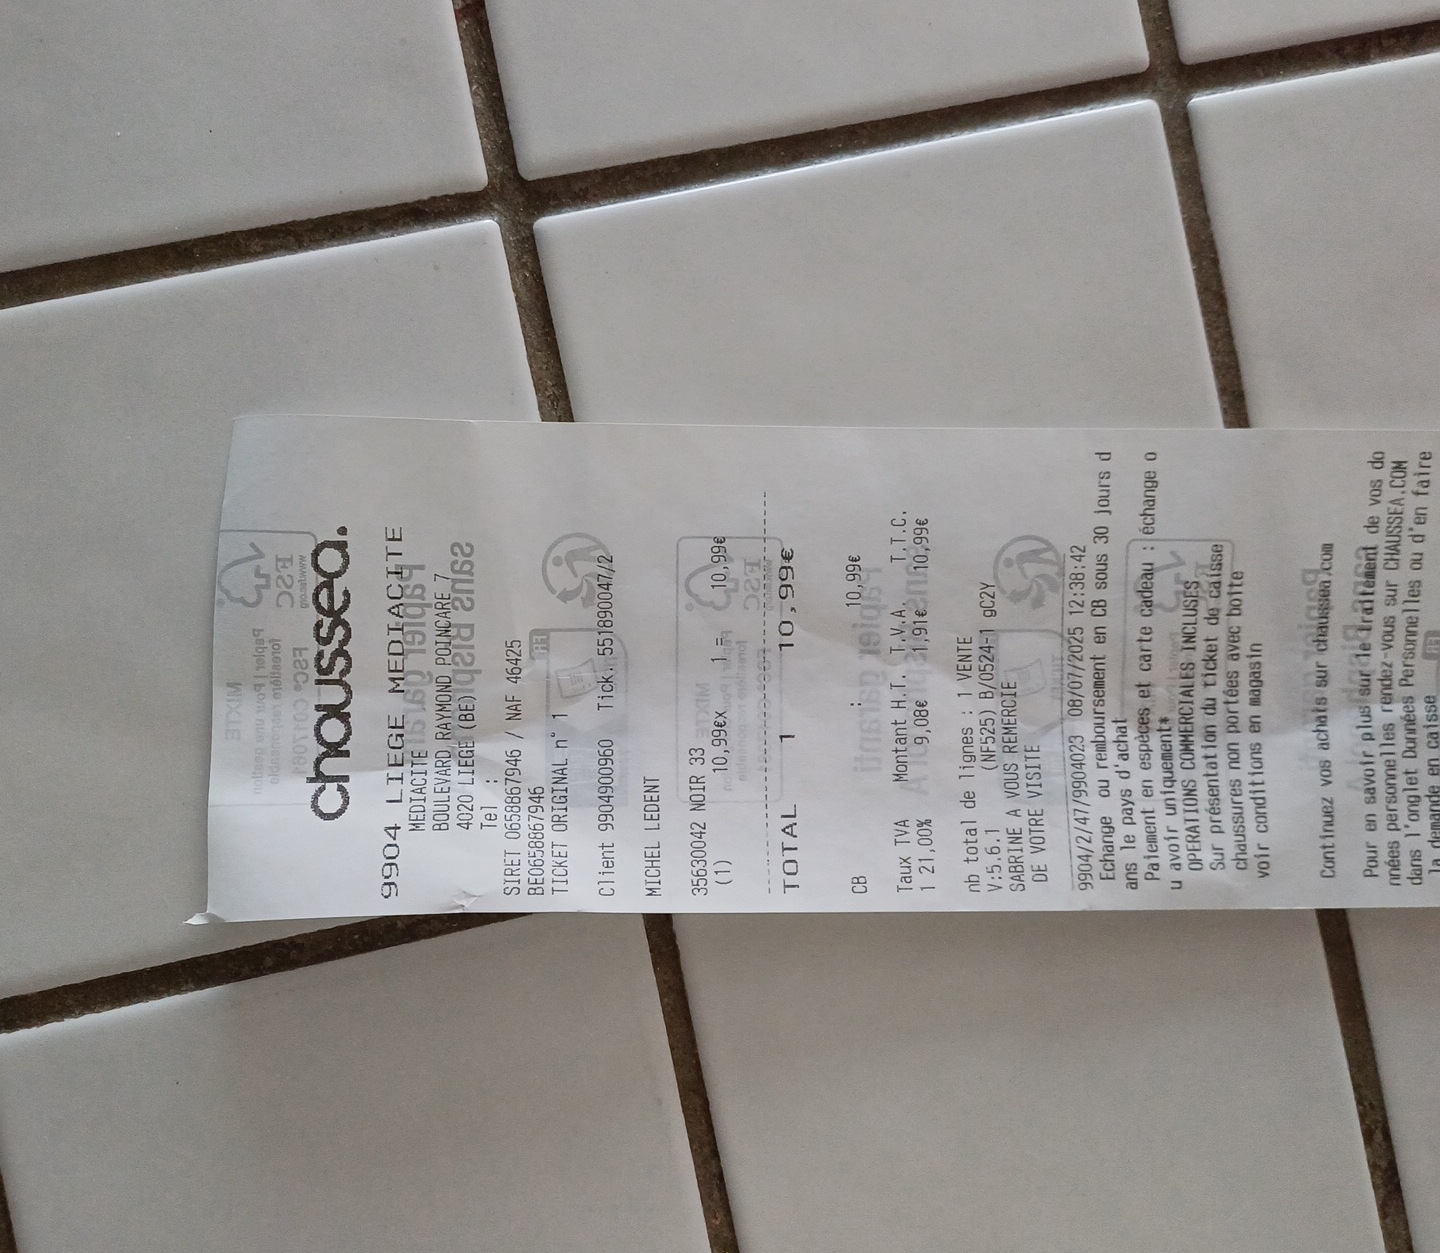 chaussea.
9904 LIEGE MEDIACITE
MEDIACITE
BOULEVARD RAYMOND POINCARE 7
4020 LIEGE (BE)
Tel :
SIRET 0658867946 / NAF 46425
BE0658867946
TICKET ORIGINAL n° 1
Client 9904900960 Tick. 551890047//2
MICHEL LEDENT
35630042 NOIR 33
(1) 10,99€x 1 = 10,99€
TOTAL 1 10,99€
CB : 10,99€
Taux TVA Montant H.T. T.V.A. T.T.C.
1 21,00% 9,08€ 1,91€ 10,99€
nb total de lignes : 1 VENTE
V:5.6.1 (NF525) B/0524-1 gC2Y
SABRINE A VOUS REMERCIE
DE VOTRE VISITE
9904/2/47/9904023 08/07/2025 12:38:42
Echange ou remboursement en CB sous 30 jours d
ans le pays d'achat
Paiement en espèces et carte cadeau : échange o
u avoir uniquement*
OPERATIONS COMMERCIALES INCLUSES
Sur présentation du ticket de caisse
chaussures non portées avec boite
voir conditions en magasin
Continuez vos achats sur chaussea.com
Pour en savoir plus sur le traitement de vos do
nnées personnelles rendez-vous sur CHAUSSEA.COM
dans l'onglet Données Personnelles ou d'en faire
la demande en caisse